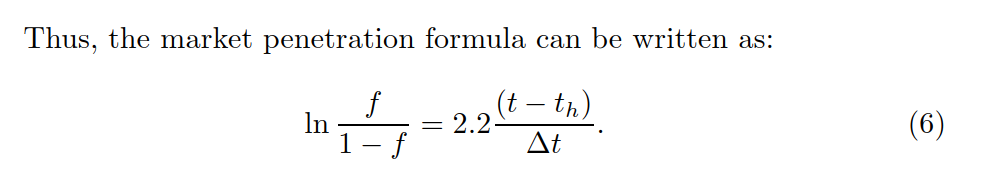 Thus, the market penetration formula can be written as:
ln f/(1 − f) = 2.2 (t − t_h)/Δt. (6)